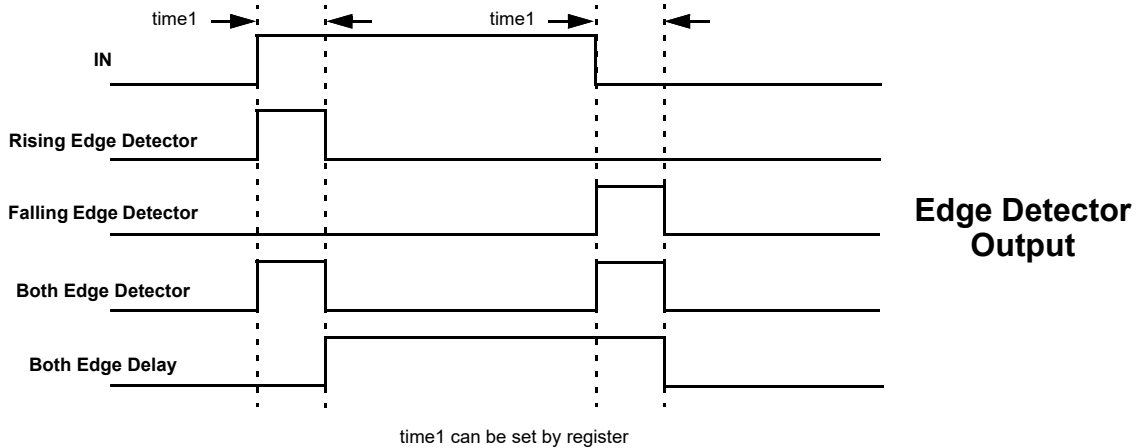 time1
time1
IN
Rising Edge Detector
Falling Edge Detector
Edge Detector
Output
Both Edge Detector
Both Edge Delay
time1 can be set by register